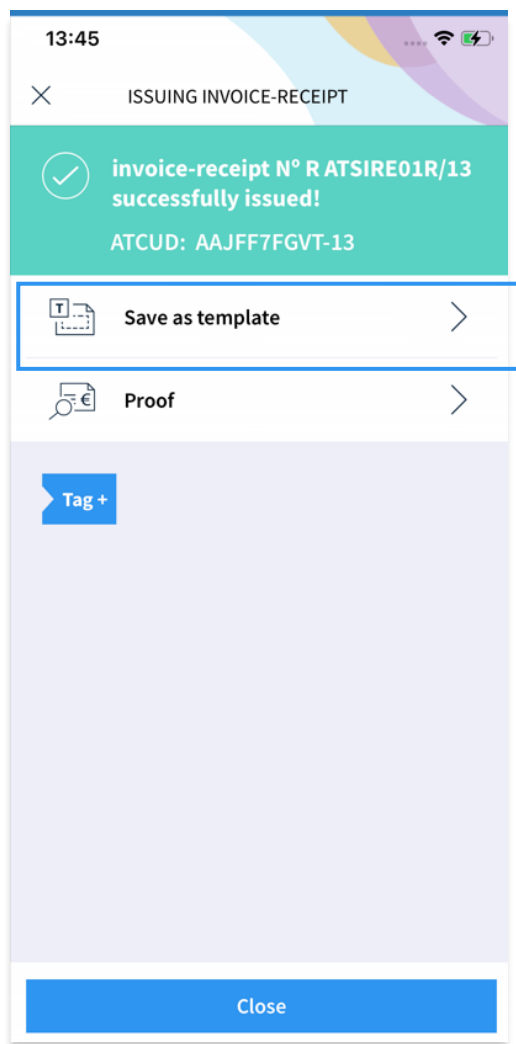 13:45
ISSUING INVOICE-RECEIPT
invoice-receipt Nº R ATSIRE01R/13
successfully issued!
ATCUD: AAJFF7FGVT-13
T
Save as template
€
Proof
Tag +
Close